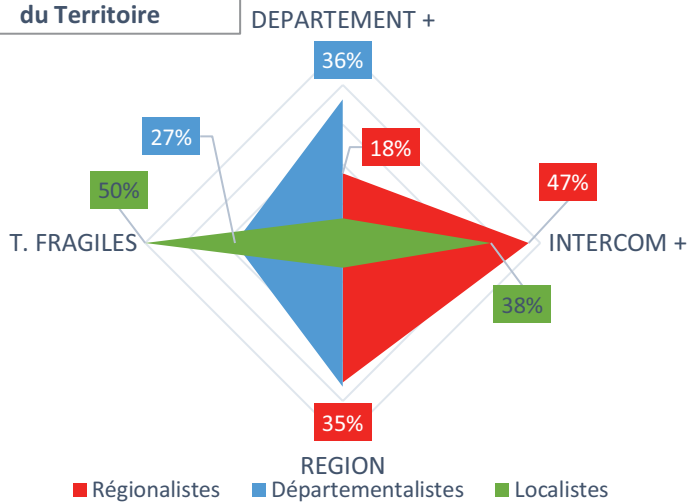 du Territoire
DEPARTEMENT +
36%
27%
18%
47%
50%
T. FRAGILES
INTERCOM +
38%
35%
REGION
Régionalistes
Départementalistes
Localistes